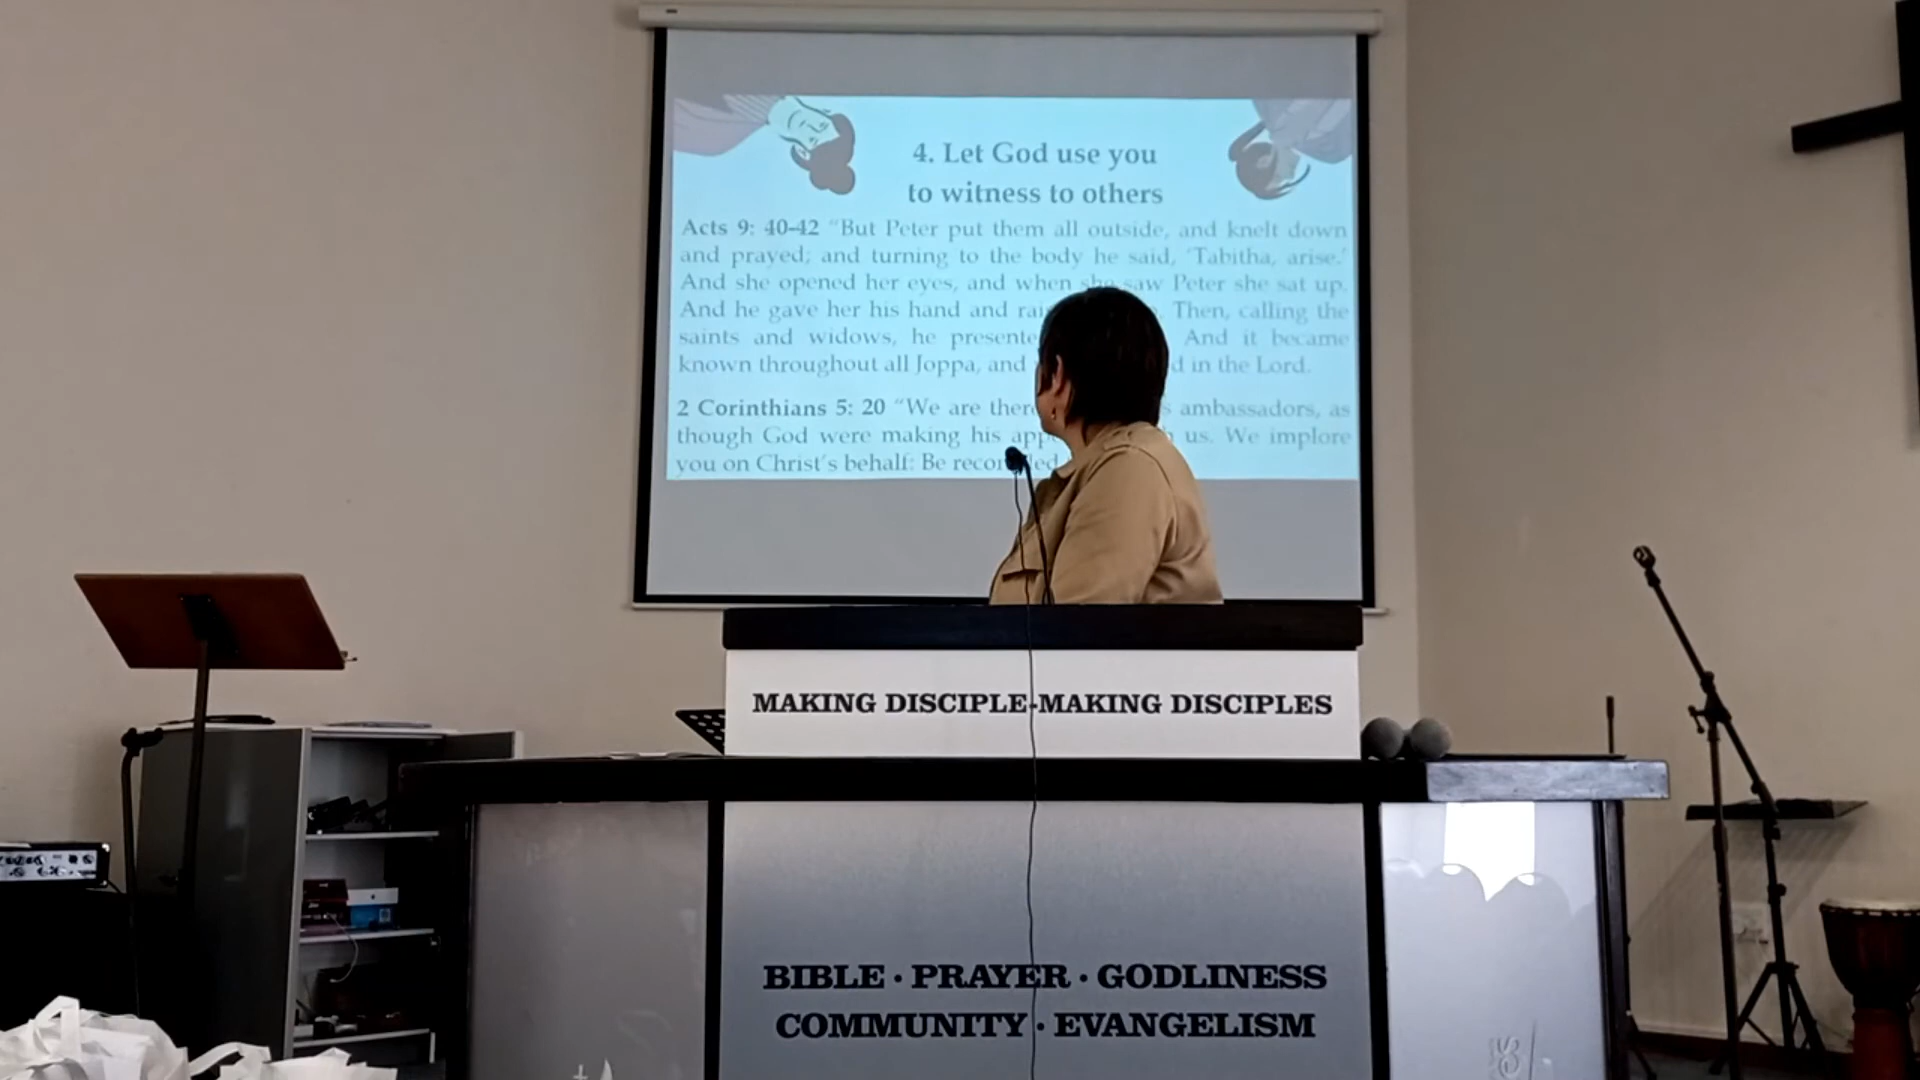 4. Let God use you
to witness to others
Acts 9: 40-42 “But Peter put them all outside, and knelt down
and prayed; and turning to the body he said, ‘Tabitha, arise.’
And she opened her eyes, and when she saw Peter she sat up.
And he gave her his hand and Then, calling the
saints and widows, he And it became
known throughout all Joppa, and in the Lord.
2 Corinthians 5: 20 “We are ambassadors, as
though God were making his us. We implore
you on Christ’s behalf: Be
MAKING DISCIPLE-MAKING DISCIPLES
BIBLE · PRAYER · GODLINESS
COMMUNITY · EVANGELISM